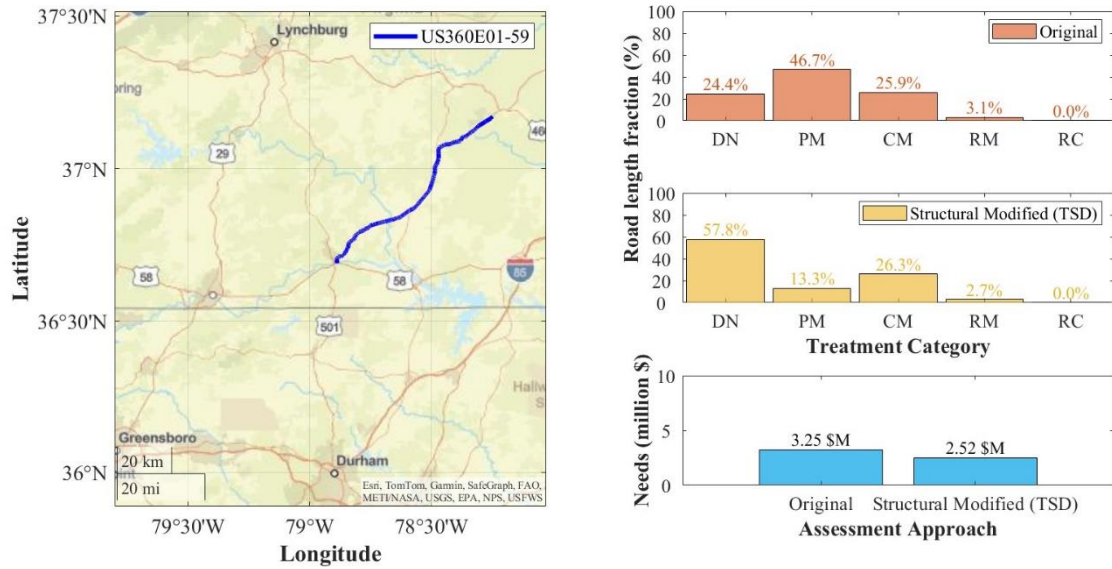 37°30'N
37°N
36°30'N
36°N
Latitude
Lynchburg
US360E01-59
29
460
58
58
85
501
Greensboro
Durham
20 km
20 mi
Esri, TomTom, Garmin, SafeGraph, FAO,
METI/NASA, USGS, EPA, NPS, USFWS
79°30'W
79°W
78°30'W
Longitude
Road length fraction (%)
100
80
60
40
20
0
Original
24.4%
46.7%
25.9%
3.1%
0.0%
DN
PM
CM
RM
RC
100
80
60
40
20
0
Structural Modified (TSD)
57.8%
13.3%
26.3%
2.7%
0.0%
DN
PM
CM
RM
RC
Treatment Category
Needs (million $)
10
5
0
3.25 $M
2.52 $M
Original
Structural Modified (TSD)
Assessment Approach